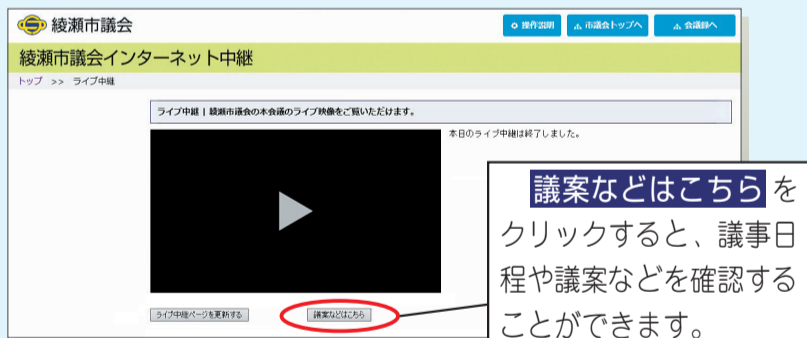 綾瀬市議会
操作説明
市議会トップへ
会議録へ
綾瀬市議会インターネット中継
トップ >> ライブ中継
ライブ中継 | 綾瀬市議会の本会議のライブ映像をご覧いただけます。
本日のライブ中継は終了しました。
ライブ中継ページを更新する
議案などはこちら
議案などはこちら を
クリックすると、議事日
程や議案などを確認する
ことができます。